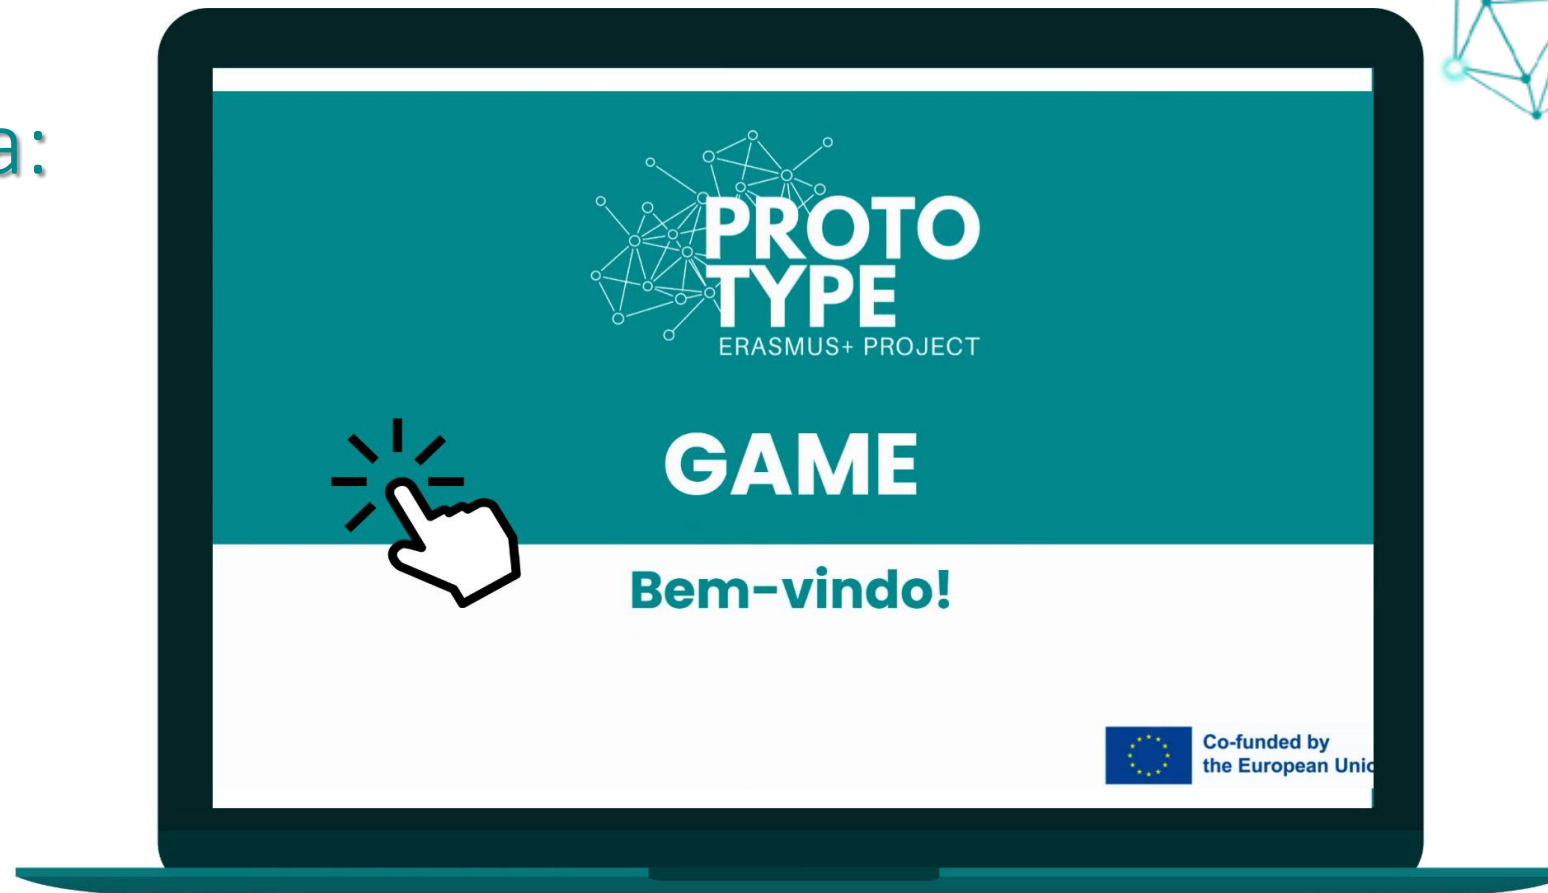 a:
PROTO
TYPE
ERASMUS+ PROJECT
GAME
Bem-vindo!
Co-funded by
the European Unio